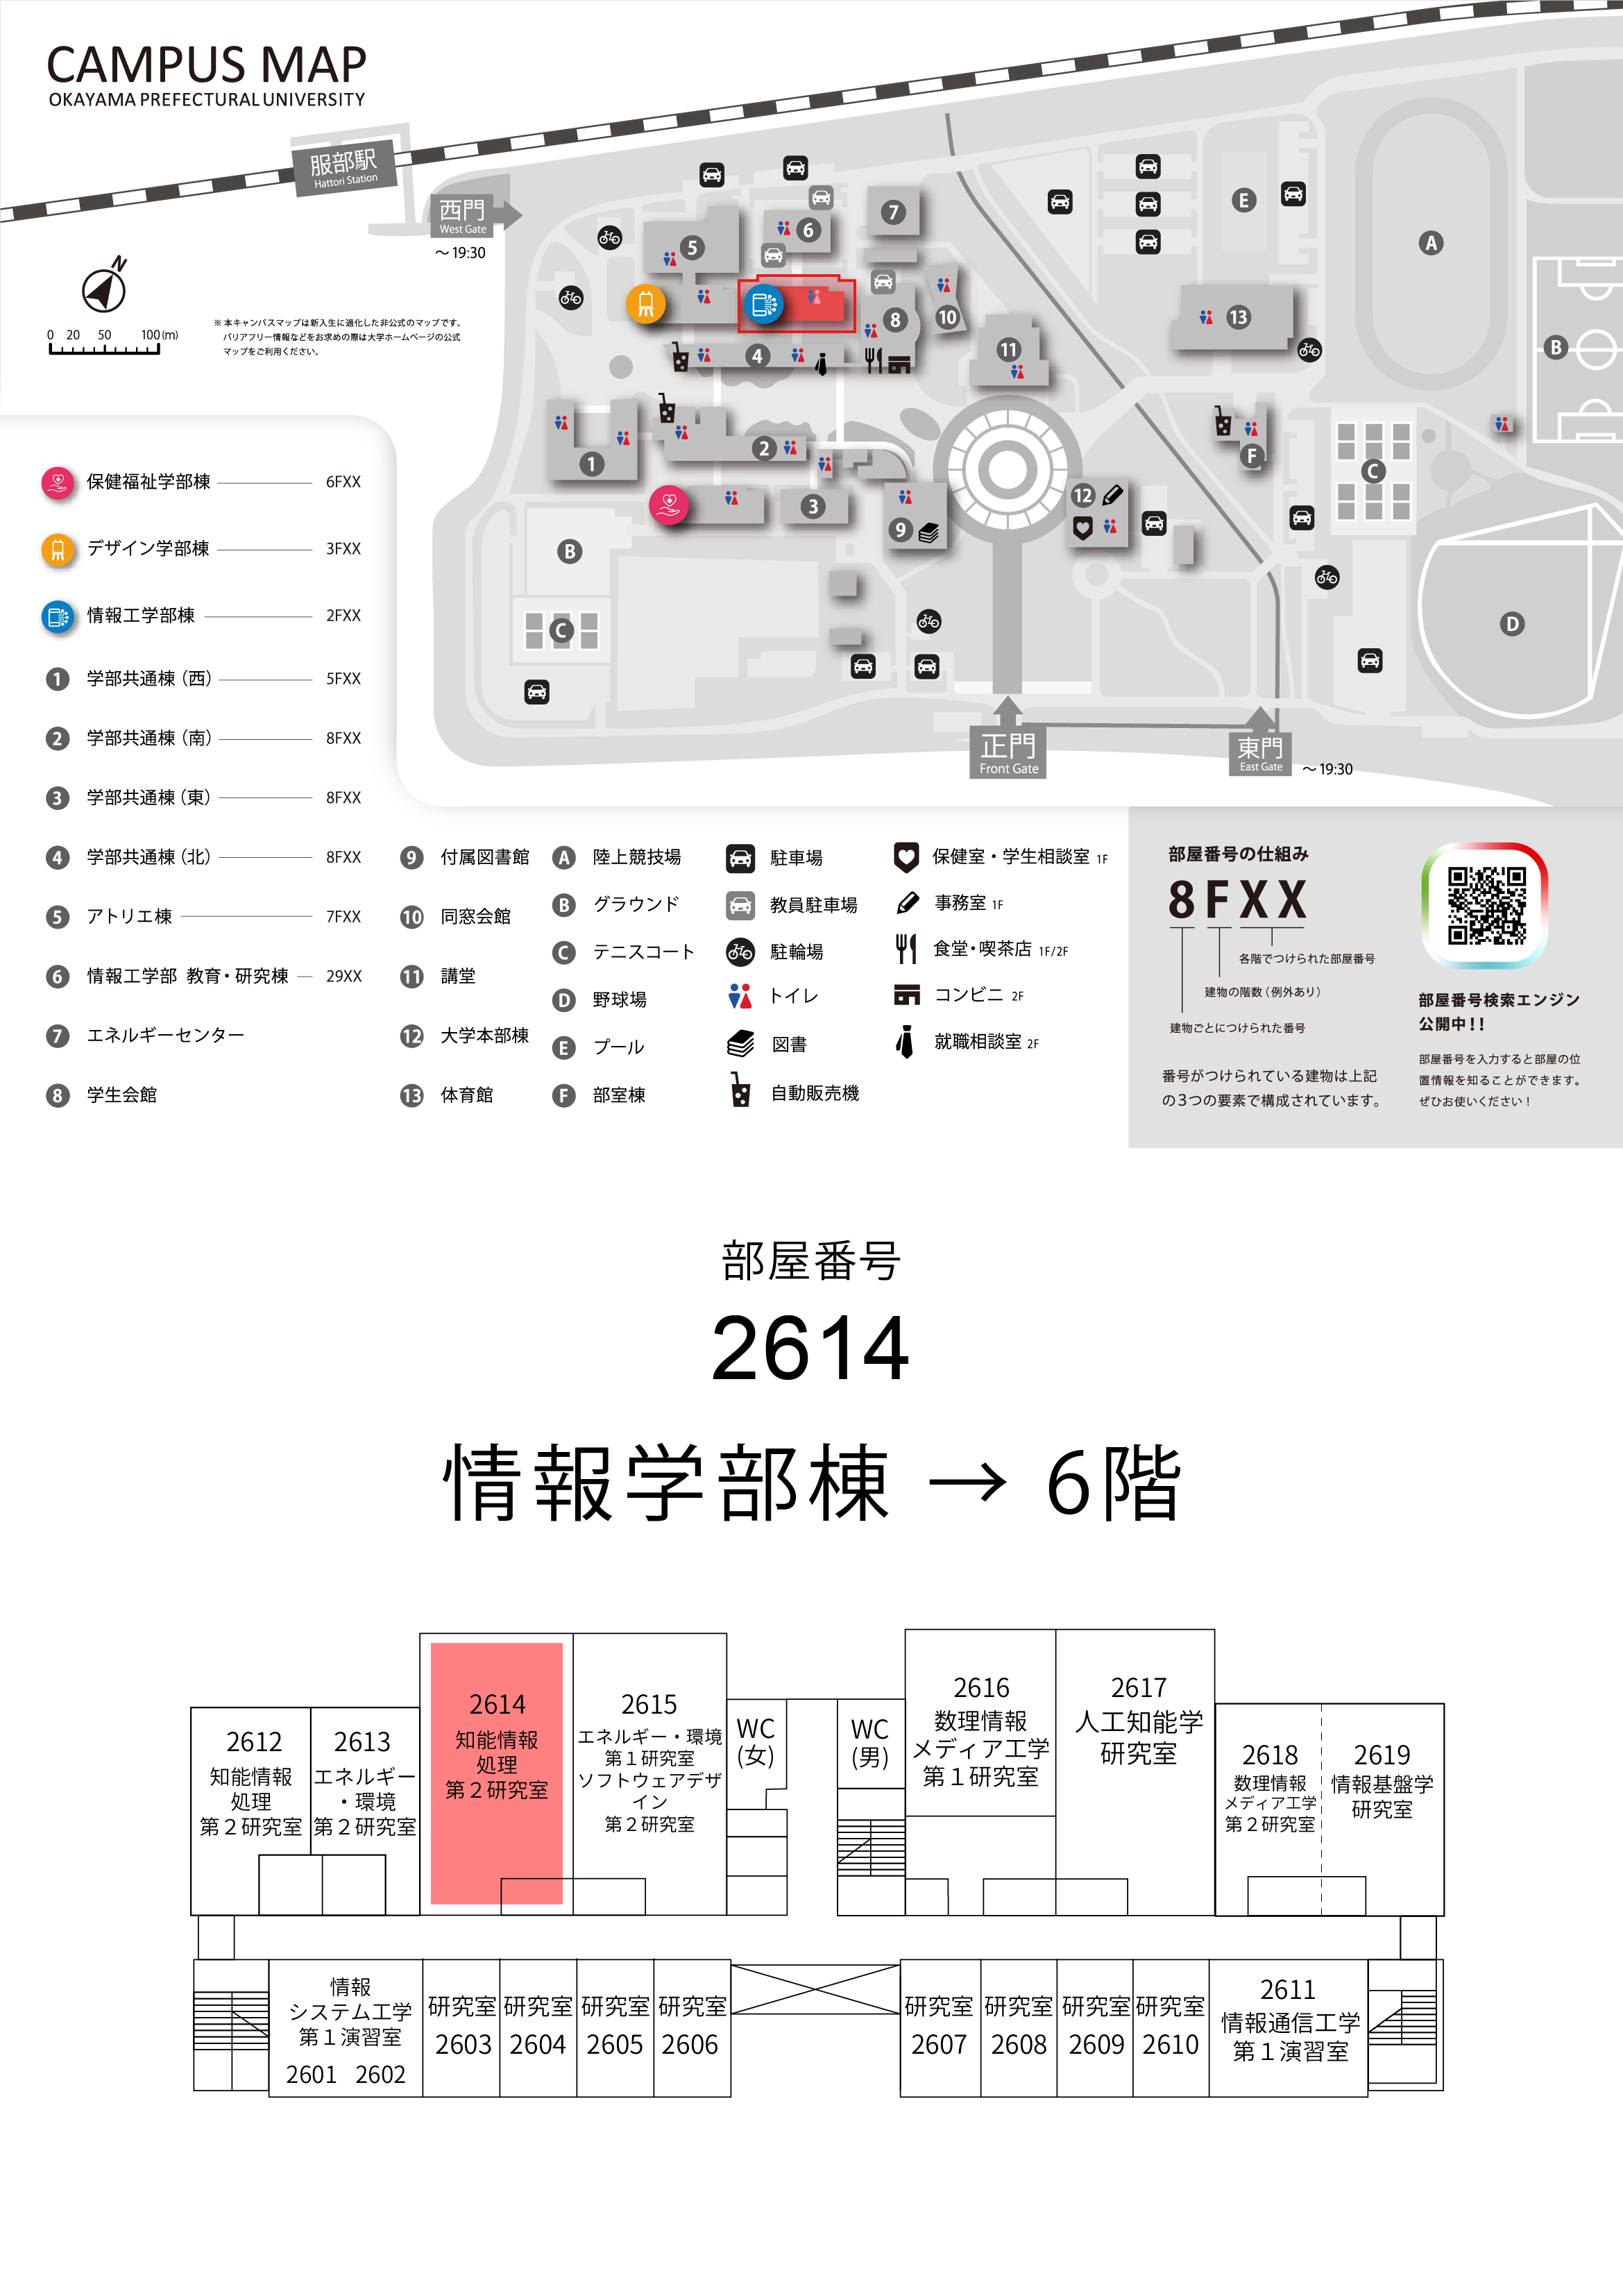 CAMPUS MAP
OKAYAMA PREFECTURAL UNIVERSITY
服部駅
Hattori Station
西門
West Gate
～19:30
N
0 20 50 100(m)
※ 本キャンパスマップは新入生に適化した非公式のマップです。
バリアフリー情報などをお求めの際は大学ホームページの公式
マップをご利用ください。
5
6
7
8
10
4
11
13
1
2
3
9
12
A
B
C
D
E
F
B
C
正門
Front Gate
東門
East Gate
～19:30
保健福祉学部棟 6FXX
デザイン学部棟 3FXX
情報工学部棟 2FXX
1 学部共通棟（西） 5FXX
2 学部共通棟（南） 8FXX
3 学部共通棟（東） 8FXX
4 学部共通棟（北） 8FXX
5 アトリエ棟 7FXX
6 情報工学部 教育・研究棟 29XX
7 エネルギーセンター
8 学生会館
9 付属図書館
10 同窓会館
11 講堂
12 大学本部棟
13 体育館
A 陸上競技場
B グラウンド
C テニスコート
D 野球場
E プール
F 部室棟
駐車場
教員駐車場
駐輪場
トイレ
図書
自動販売機
保健室・学生相談室 1F
事務室 1F
食堂・喫茶店 1F/2F
コンビニ 2F
就職相談室 2F
部屋番号の仕組み
8FXX
各階でつけられた部屋番号
建物の階数（例外あり）
建物ごとにつけられた番号
番号がつけられている建物は上記
の3つの要素で構成されています。
部屋番号検索エンジン
公開中！！
部屋番号を入力すると部屋の位
置情報を知ることができます。
ぜひお使いください！
部屋番号
2614
情報学部棟 → 6階
2612
知能情報
処理
第２研究室
2613
エネルギー
・環境
第２研究室
2614
知能情報
処理
第２研究室
2615
エネルギー・環境
第１研究室
ソフトウェアデザ
イン
第２研究室
WC
(女)
WC
(男)
2616
数理情報
メディア工学
第１研究室
2617
人工知能学
研究室
2618
数理情報
メディア工学
第２研究室
2619
情報基盤学
研究室
情報
システム工学
第１演習室
2601 2602
研究室
2603
研究室
2604
研究室
2605
研究室
2606
研究室
2607
研究室
2608
研究室
2609
研究室
2610
2611
情報通信工学
第１演習室